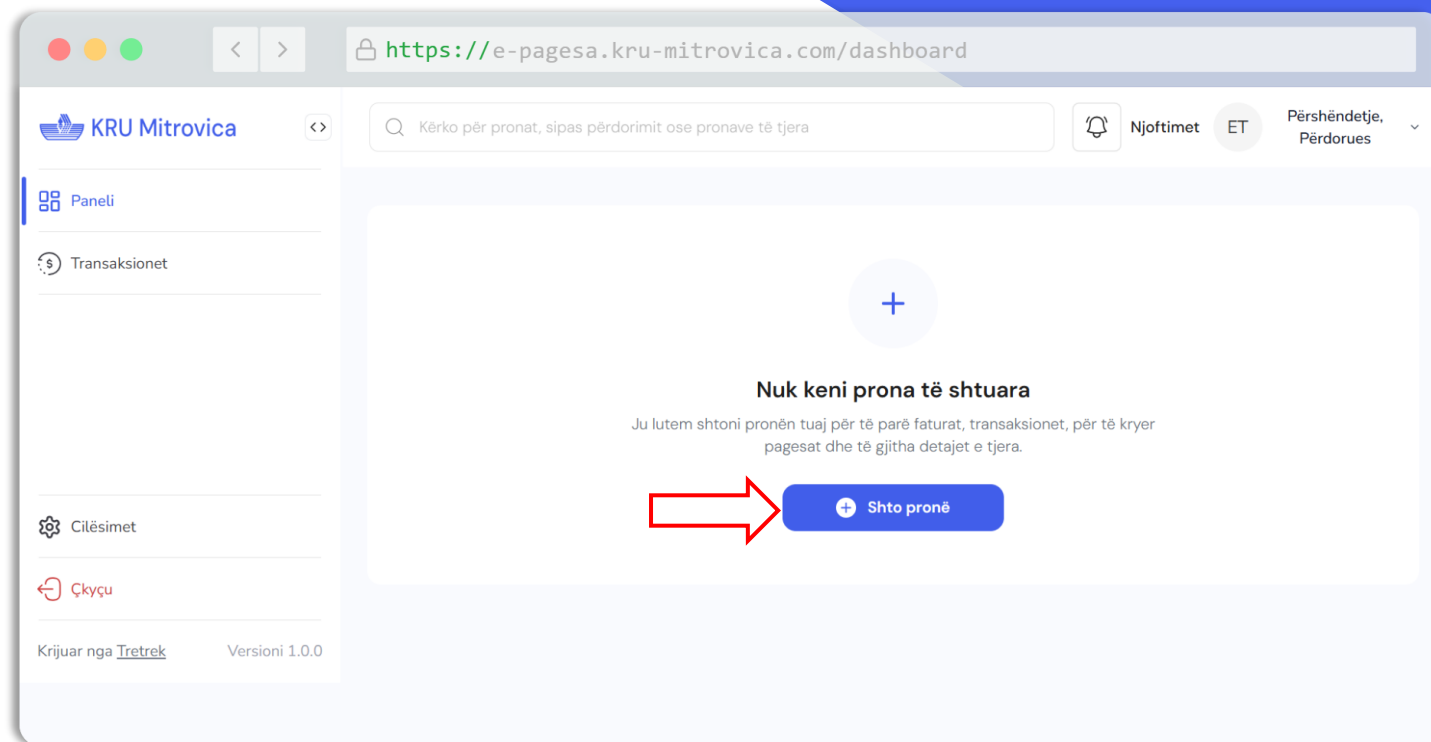 https://e-pagesa.kru-mitrovica.com/dashboard
KRU Mitrovica
Kërko për pronat, sipas përdorimit ose pronave të tjera
Njoftimet
ET
Përshëndetje,
Përdorues
Paneli
Transaksionet
Nuk keni prona të shtuara
Ju lutem shtoni pronën tuaj për të parë faturat, transaksionet, për të kryer
pagesat dhe të gjitha detajet e tjera.
Shto pronë
Cilësimet
Çkyçu
Krijuar nga Tretrek
Versioni 1.0.0